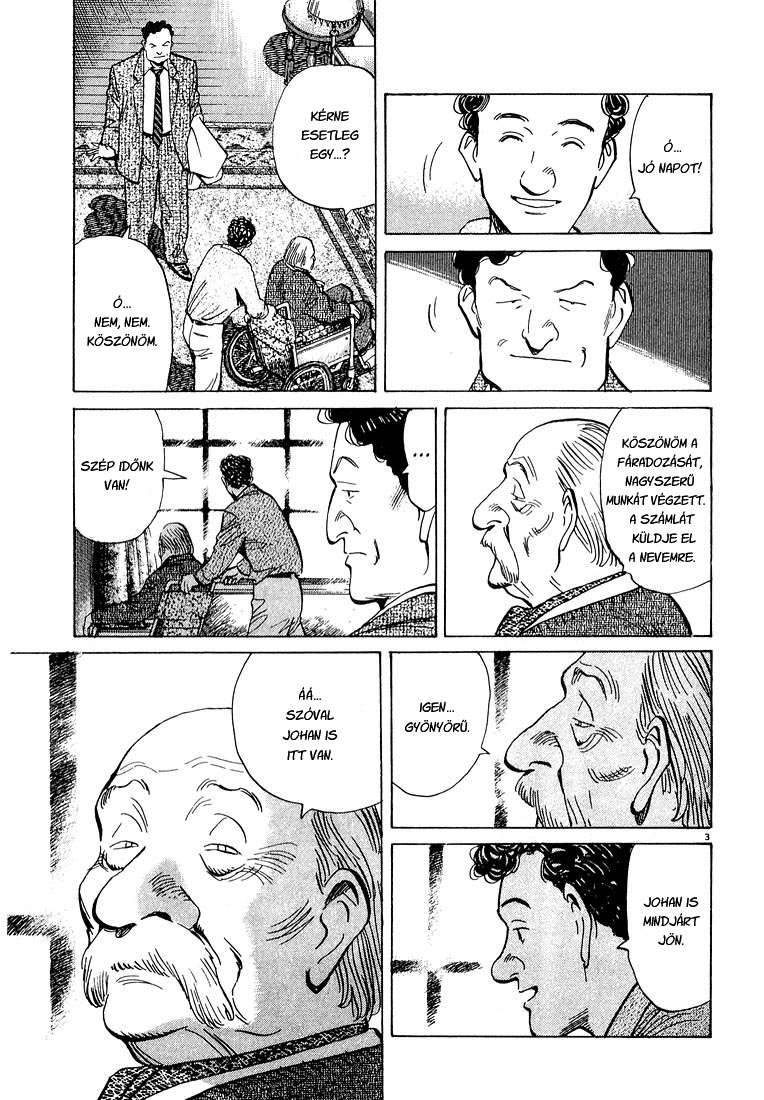 Ó...
JÓ NAPOT!
KÉRNE
ESETLEG
EGY...?
Ó...
NEM, NEM.
KÖSZÖNÖM.
KÖSZÖNÖM A
FÁRADOZÁSÁT,
NAGYSZERŰ
MUNKÁT VÉGZETT.
A SZÁMLÁT
KÜLDJE EL
A NEVEMRE.
...
SZÉP IDŐNK
VAN!
IGEN...
GYÖNYÖRŰ.
3
JOHAN IS
MINDJÁRT
JÖN.
ÁÁ...
SZÓVAL
JOHAN IS
ITT VAN.